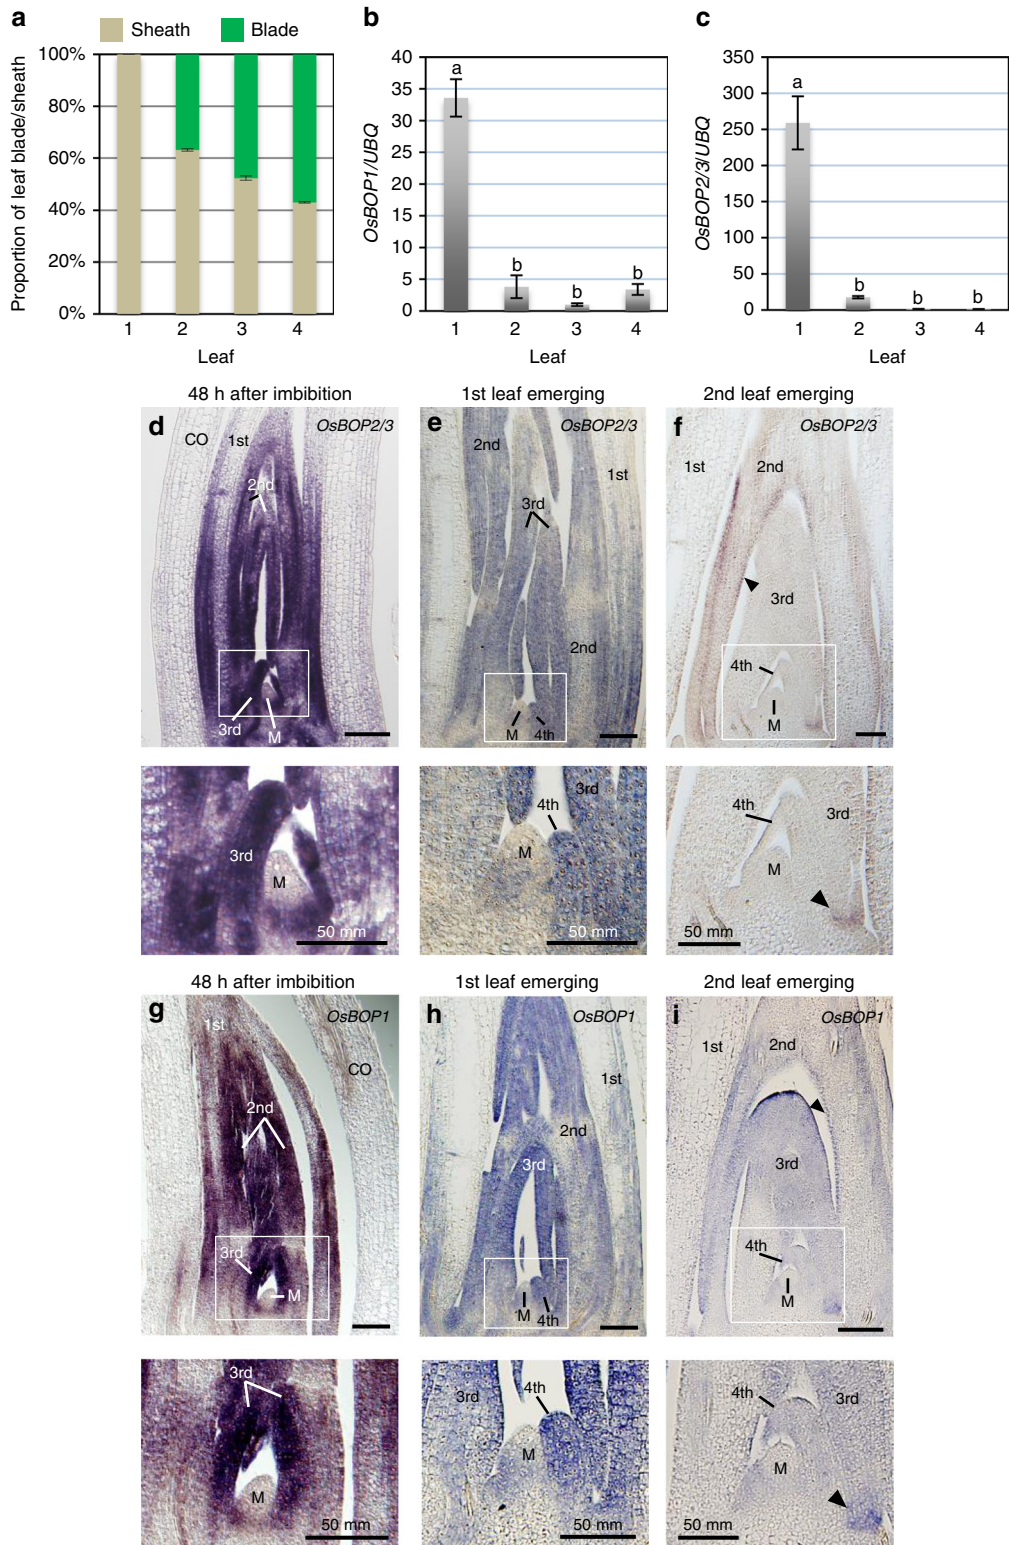 a
Sheath
Blade
Proportion of leaf blade/sheath
100%
80%
60%
40%
20%
0%
1 2 3 4
Leaf
b
OsBOP1/UBQ
40
35
30
25
20
15
10
5
0
a
b
b
b
1 2 3 4
Leaf
c
OsBOP2/3/UBQ
350
300
250
200
150
100
50
0
a
b
b
b
1 2 3 4
Leaf
48 h after imbibition
d
OsBOP2/3
CO
1st
2nd
3rd
M
3rd
M
50 mm
1st leaf emerging
e
OsBOP2/3
2nd
1st
3rd
2nd
M
4th
3rd
4th
M
50 mm
2nd leaf emerging
f
OsBOP2/3
1st
2nd
3rd
4th
M
4th
3rd
M
50 mm
48 h after imbibition
g
OsBOP1
1st
CO
2nd
3rd
M
3rd
M
50 mm
1st leaf emerging
h
OsBOP1
1st
2nd
3rd
M
4th
4th
3rd
M
50 mm
2nd leaf emerging
i
OsBOP1
1st
2nd
3rd
4th
M
4th
3rd
M
50 mm